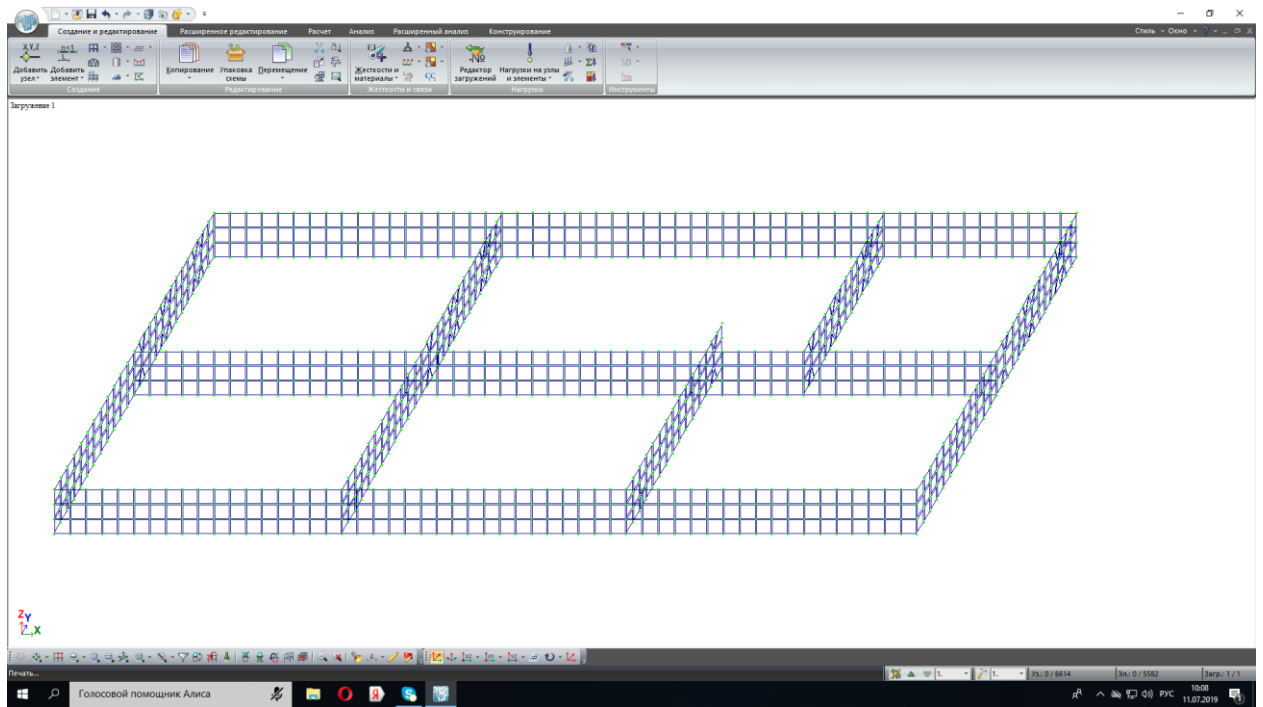 Создание и редактирование Расширенное редактирование Расчет Анализ Расширенный анализ Конструирование Стиль Окно
X,Y,Z
Добавить узел Добавить элемент Копирование Упаковка схемы Перемещение Жесткости и материалы Редактор загружений Нагрузки на узлы и элементы
Создание Редактирование Жесткости и связи Нагрузки Инструменты
Загружение 1
Z Y
X
Печать... 1. 1. Уз.: 0 / 6614 Эл.: 0 / 5582 Загр.: 1 / 1
Голосовой помощник Алиса РУС 10:08
11.07.2019